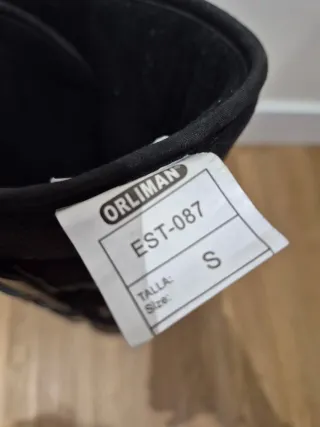 ORLIMAN®
EST-087
TALLA:
Size:
S